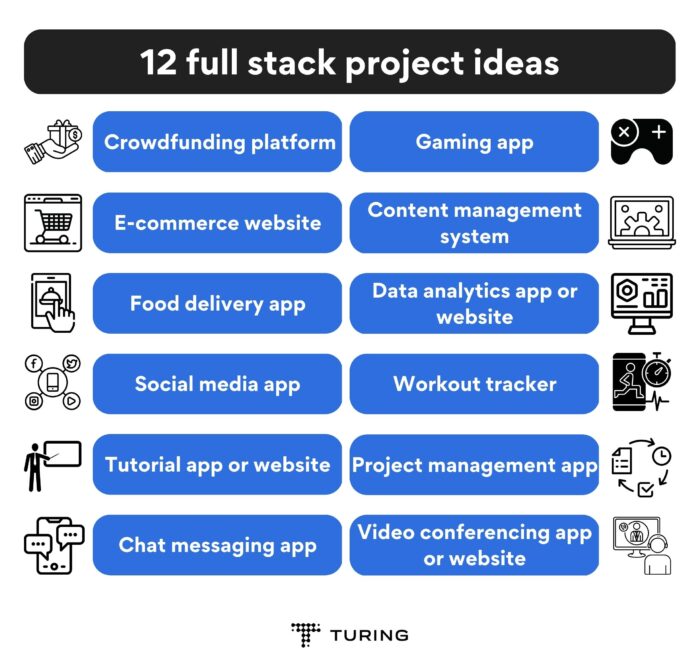 12 full stack project ideas
Crowdfunding platform
Gaming app
E-commerce website
Content management
system
Food delivery app
Data analytics app or
website
Social media app
Workout tracker
Tutorial app or website
Project management app
Chat messaging app
Video conferencing app
or website
TURING